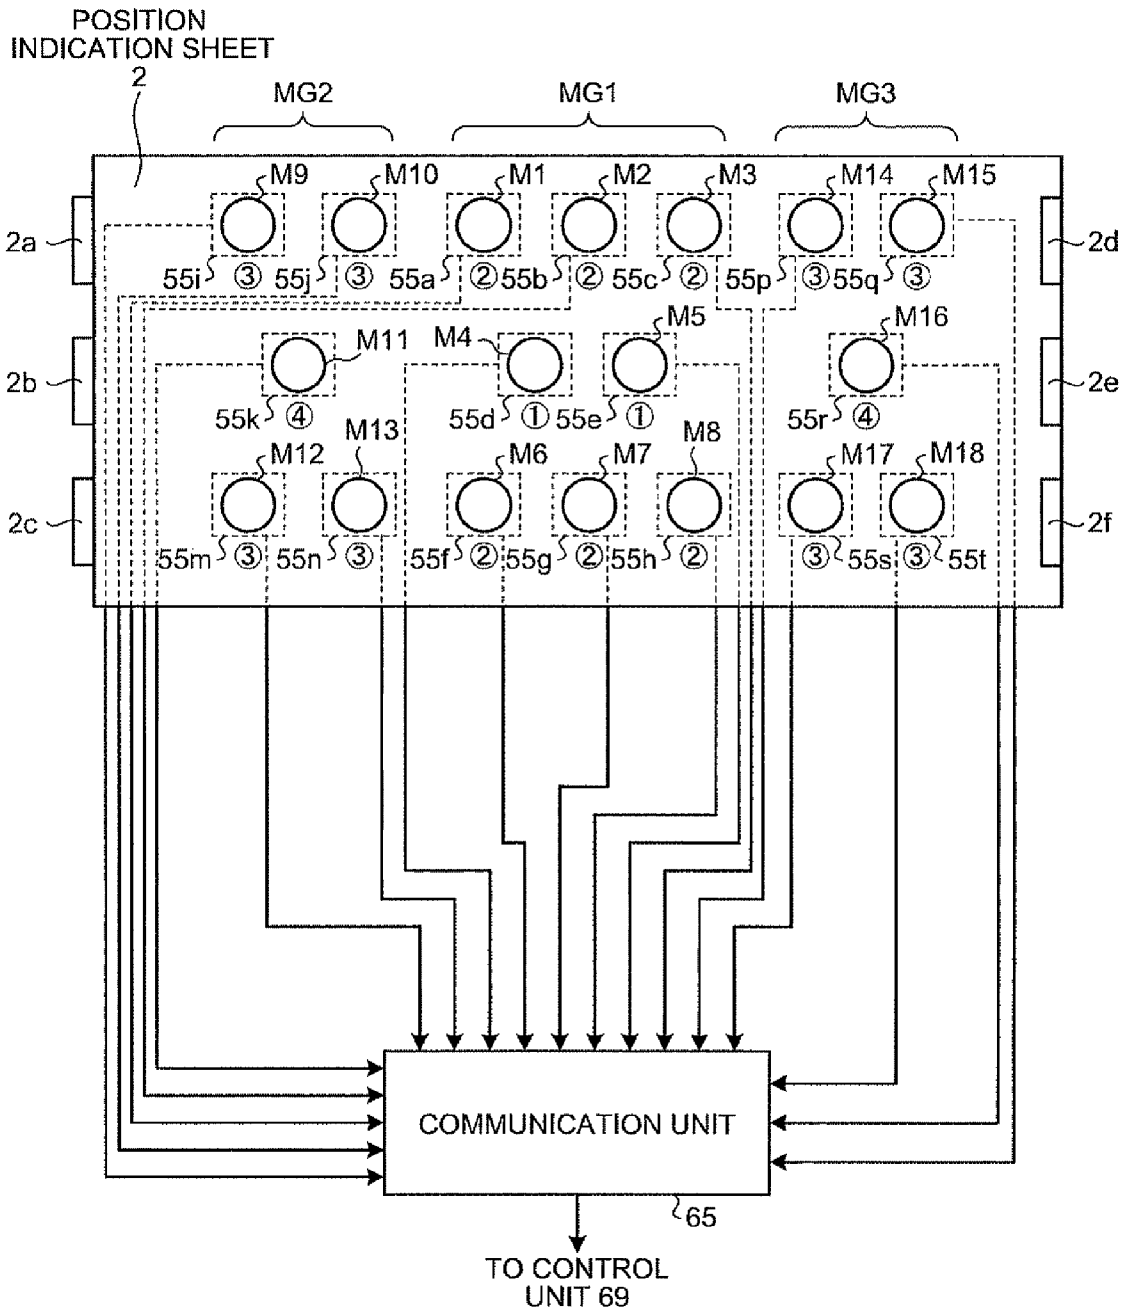 POSITION
INDICATION SHEET
2
MG2 MG1 MG3
M9 M10 M1 M2 M3 M14 M15
2a 2d
55i ③ 55j ③ 55a ② 55b ② 55c ② 55p ③ 55q ③
M11 M4 M5 M16
2b 2e
55k ④ 55d ① 55e ① 55r ④
M12 M13 M6 M7 M8 M17 M18
2c 2f
55m ③ 55n ③ 55f ② 55g ② 55h ② ③ 55s ③ 55t
COMMUNICATION UNIT
65
TO CONTROL
UNIT 69